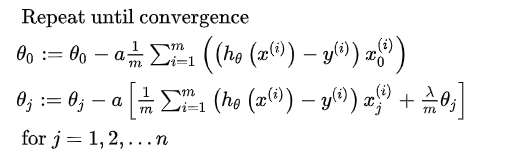 Repeat until convergence
θ₀ := θ₀ − a 1/m ∑ᵢ₌₁ᵐ ((h_θ (x⁽ⁱ⁾) − y⁽ⁱ⁾) x₀⁽ⁱ⁾)
θⱼ := θⱼ − a [1/m ∑ᵢ₌₁ᵐ (h_θ (x⁽ⁱ⁾) − y⁽ⁱ⁾) xⱼ⁽ⁱ⁾ + λ/m θⱼ]
for j = 1, 2, . . . n